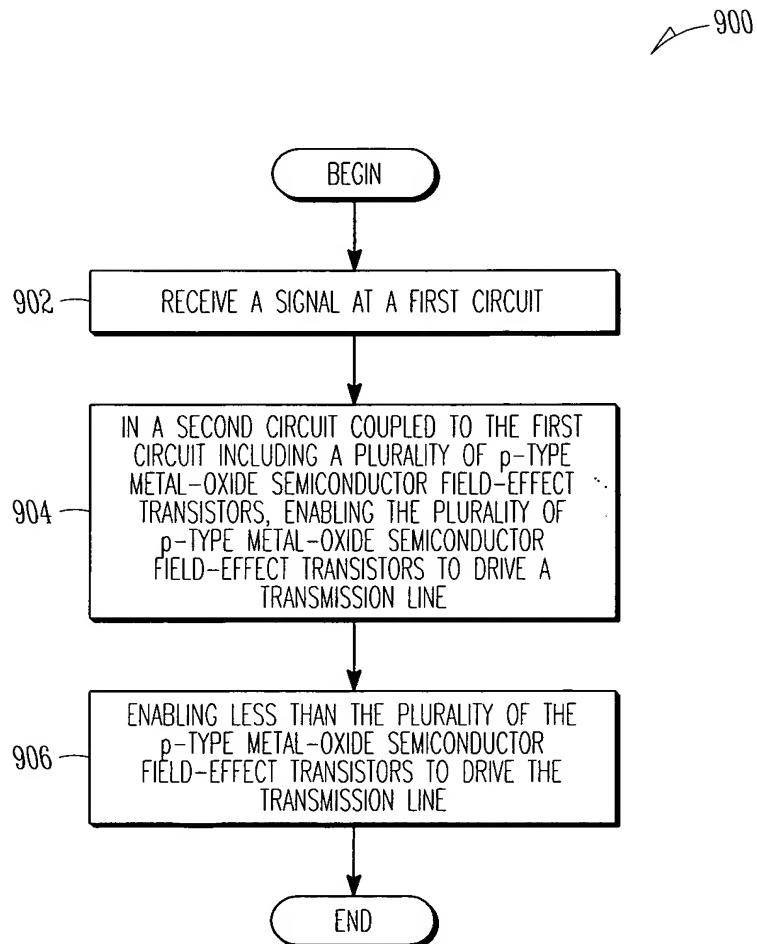 900
BEGIN
902
RECEIVE A SIGNAL AT A FIRST CIRCUIT
904
IN A SECOND CIRCUIT COUPLED TO THE FIRST
CIRCUIT INCLUDING A PLURALITY OF p-TYPE
METAL-OXIDE SEMICONDUCTOR FIELD-EFFECT
TRANSISTORS, ENABLING THE PLURALITY OF
p-TYPE METAL-OXIDE SEMICONDUCTOR
FIELD-EFFECT TRANSISTORS TO DRIVE A
TRANSMISSION LINE
906
ENABLING LESS THAN THE PLURALITY OF THE
p-TYPE METAL-OXIDE SEMICONDUCTOR
FIELD-EFFECT TRANSISTORS TO DRIVE THE
TRANSMISSION LINE
END